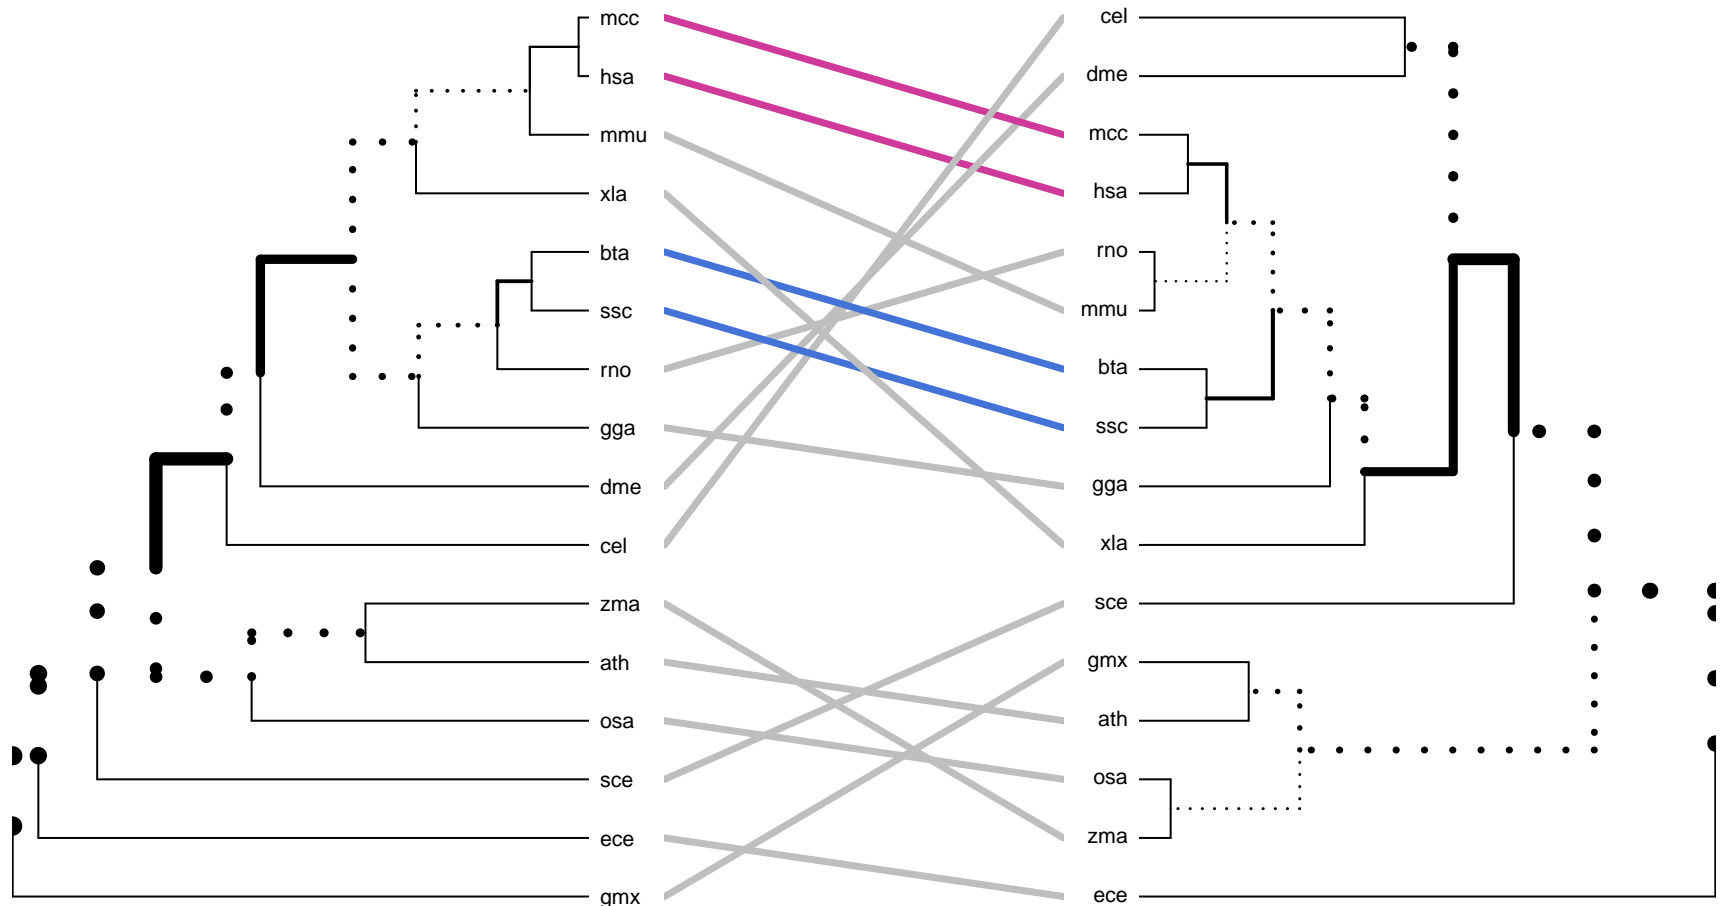 mcc
hsa
mmu
xla
bta
ssc
rno
gga
dme
cel
zma
ath
osa
sce
ece
gmx
cel
dme
mcc
hsa
rno
mmu
bta
ssc
gga
xla
sce
gmx
ath
osa
zma
ece